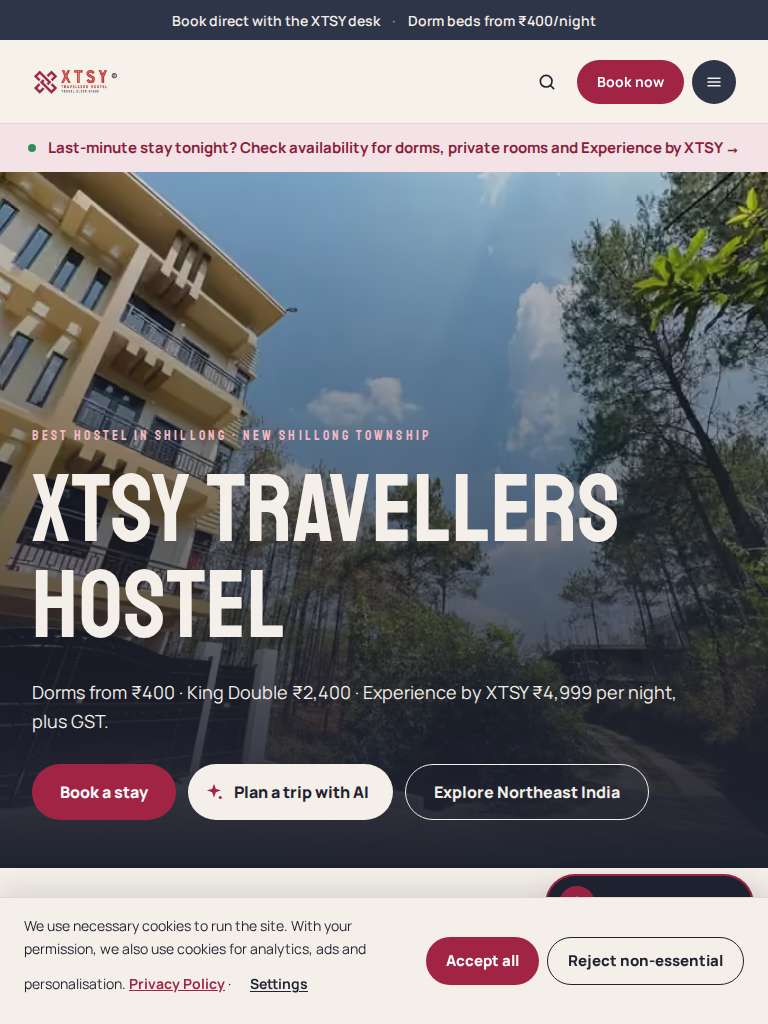 Book direct with the XTSY desk · Dorm beds from ₹400/night
XTSY
TRAVELLERS HOSTEL
Book now
Last-minute stay tonight? Check availability for dorms, private rooms and Experience by XTSY →
BEST HOSTEL IN SHILLONG · NEW SHILLONG TOWNSHIP
XTSY TRAVELLERS
HOSTEL
Dorms from ₹400 · King Double ₹2,400 · Experience by XTSY ₹4,999 per night,
plus GST.
Book a stay
Plan a trip with AI
Explore Northeast India
We use necessary cookies to run the site. With your
permission, we also use cookies for analytics, ads and
personalisation. Privacy Policy · Settings
Accept all
Reject non-essential